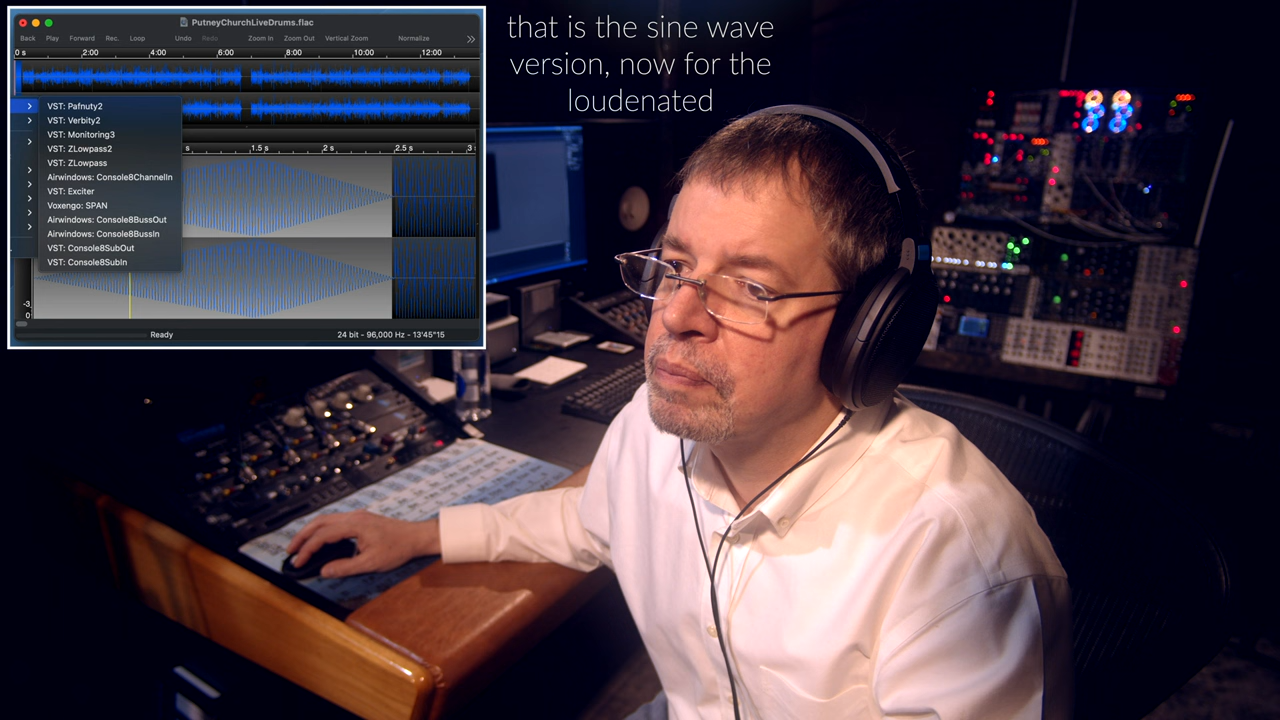 PutneyChurchLiveDrums.flac
Back Play Forward Rec. Loop Undo Redo Zoom In Zoom Out Vertical Zoom Normalize
0 s 2:00 4:00 6:00 8:00 10:00 12:00
VST: Pafnuty2
VST: Verbity2
VST: Monitoring3
VST: ZLowpass2
VST: ZLowpass
Airwindows: Console8ChannelIn
VST: Exciter
Voxengo: SPAN
Airwindows: Console8BussOut
Airwindows: Console8BussIn
VST: Console8SubOut
VST: Console8SubIn
s 1.5 s 2 s 2.5 s 3 s
-3
0
Ready 24 bit - 96,000 Hz - 13'45"15
that is the sine wave
version, now for the
loudenated